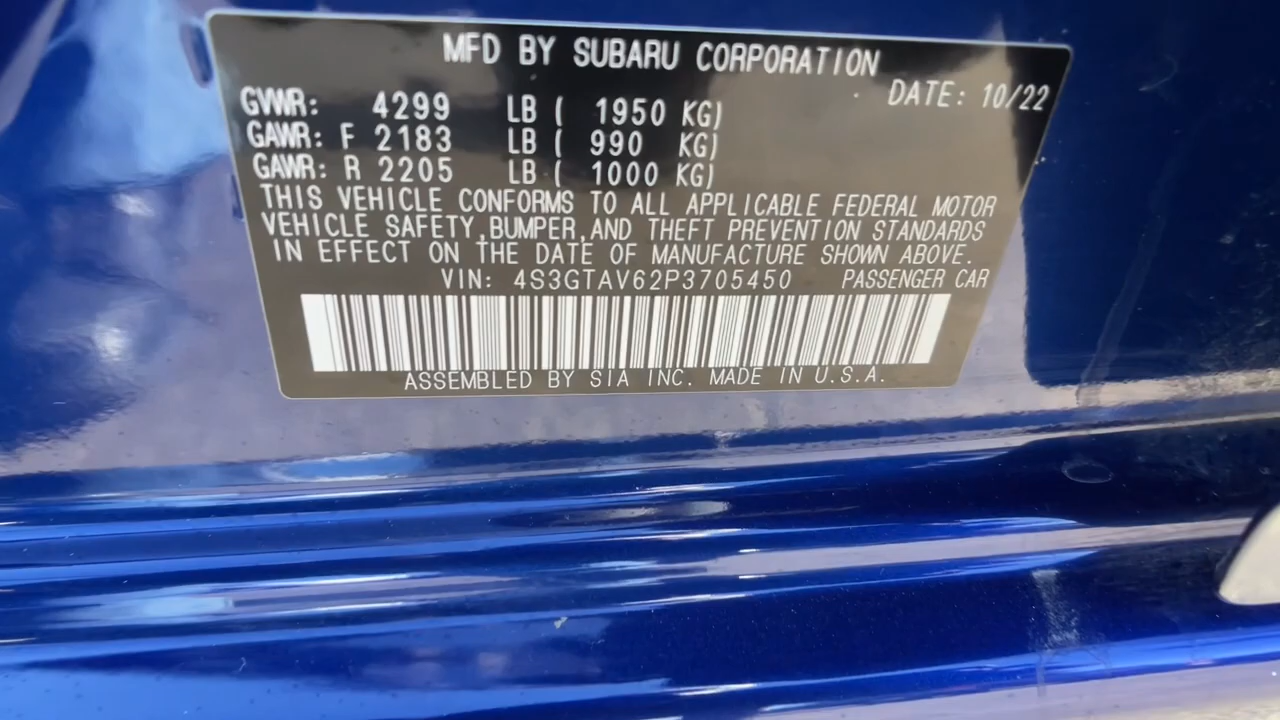 MFD BY SUBARU CORPORATION
DATE: 10/22
GVWR: 4299 LB ( 1950 KG)
GAWR: F 2183 LB ( 990 KG)
GAWR: R 2205 LB ( 1000 KG)
THIS VEHICLE CONFORMS TO ALL APPLICABLE FEDERAL MOTOR
VEHICLE SAFETY,BUMPER,AND THEFT PREVENTION STANDARDS
IN EFFECT ON THE DATE OF MANUFACTURE SHOWN ABOVE.
VIN: 4S3GTAV62P3705450 PASSENGER CAR
ASSEMBLED BY SIA INC. MADE IN U.S.A.